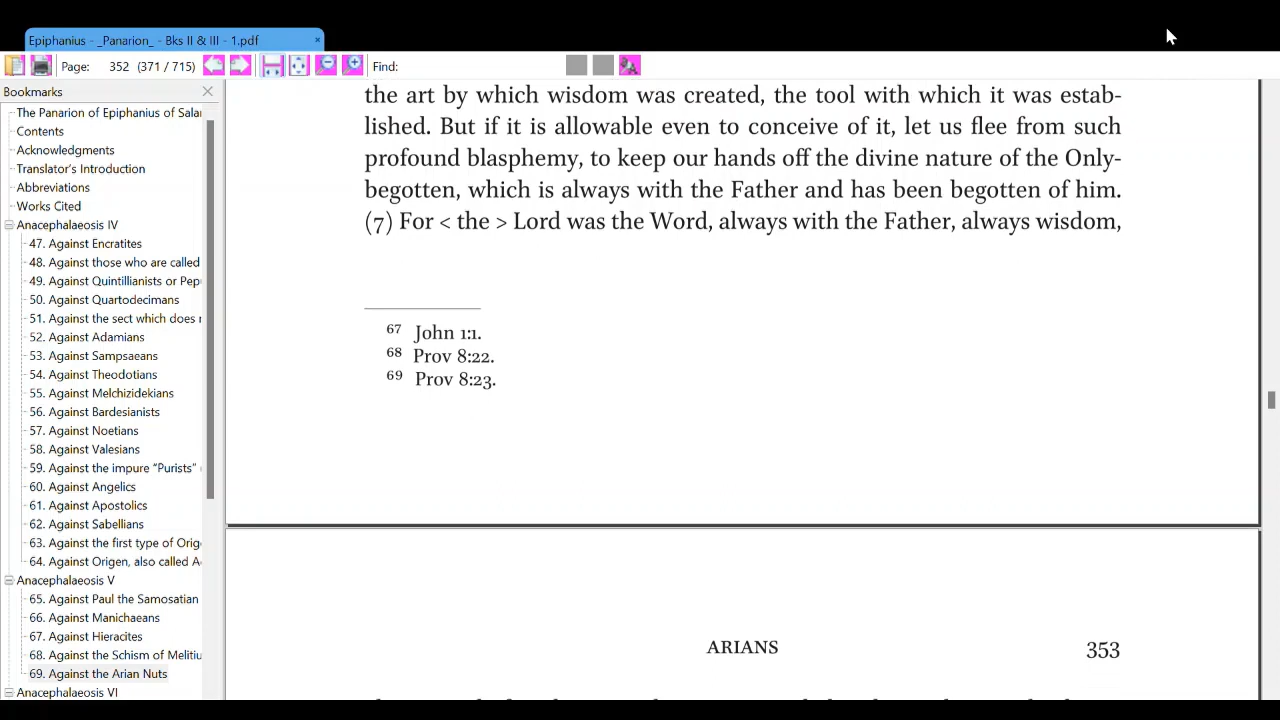 Epiphanius - _Panarion_ - Bks II & III - 1.pdf
Page: 352 (371 / 715) Find:
Bookmarks
The Panarion of Epiphanius of Salar
Contents
Acknowledgments
Translator's Introduction
Abbreviations
Works Cited
Anacephalaeosis IV
47. Against Encratites
48. Against those who are called
49. Against Quintillianists or Pep
50. Against Quartodecimans
51. Against the sect which does r
52. Against Adamians
53. Against Sampsaeans
54. Against Theodotians
55. Against Melchizidekians
56. Against Bardesianists
57. Against Noetians
58. Against Valesians
59. Against the impure "Purists" (
60. Against Angelics
61. Against Apostolics
62. Against Sabellians
63. Against the first type of Orig
64. Against Origen, also called A
Anacephalaeosis V
65. Against Paul the Samosatian
66. Against Manichaeans
67. Against Hieracites
68. Against the Schism of Melitiu
69. Against the Arian Nuts
Anacephalaeosis VI
the art by which wisdom was created, the tool with which it was estab-
lished. But if it is allowable even to conceive of it, let us flee from such
profound blasphemy, to keep our hands off the divine nature of the Only-
begotten, which is always with the Father and has been begotten of him.
(7) For < the > Lord was the Word, always with the Father, always wisdom,
67 John 1:1.
68 Prov 8:22.
69 Prov 8:23.
ARIANS 353